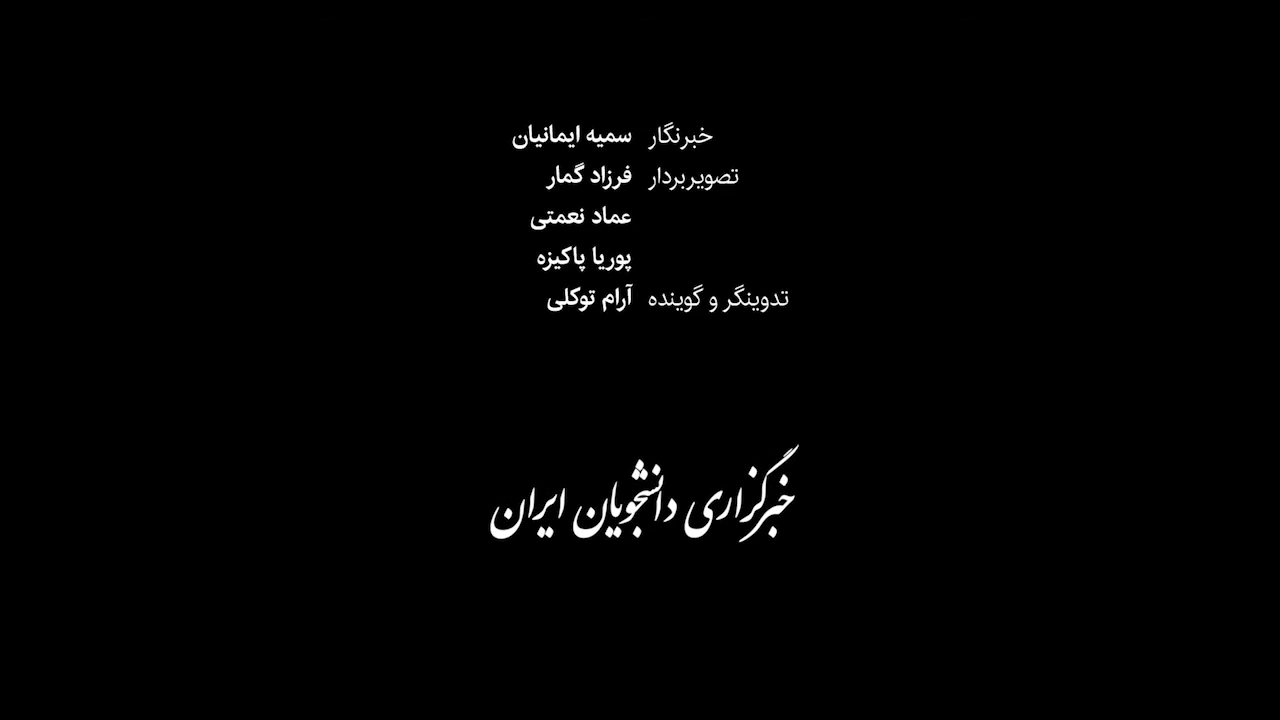 خبرنگار سمیه ایمانیان
تصویربردار فرزاد گمار
عماد نعمتی
پوریا پاکیزه
تدوینگر و گوینده آرام توکلی
خبرگزاری دانشجویان ایران